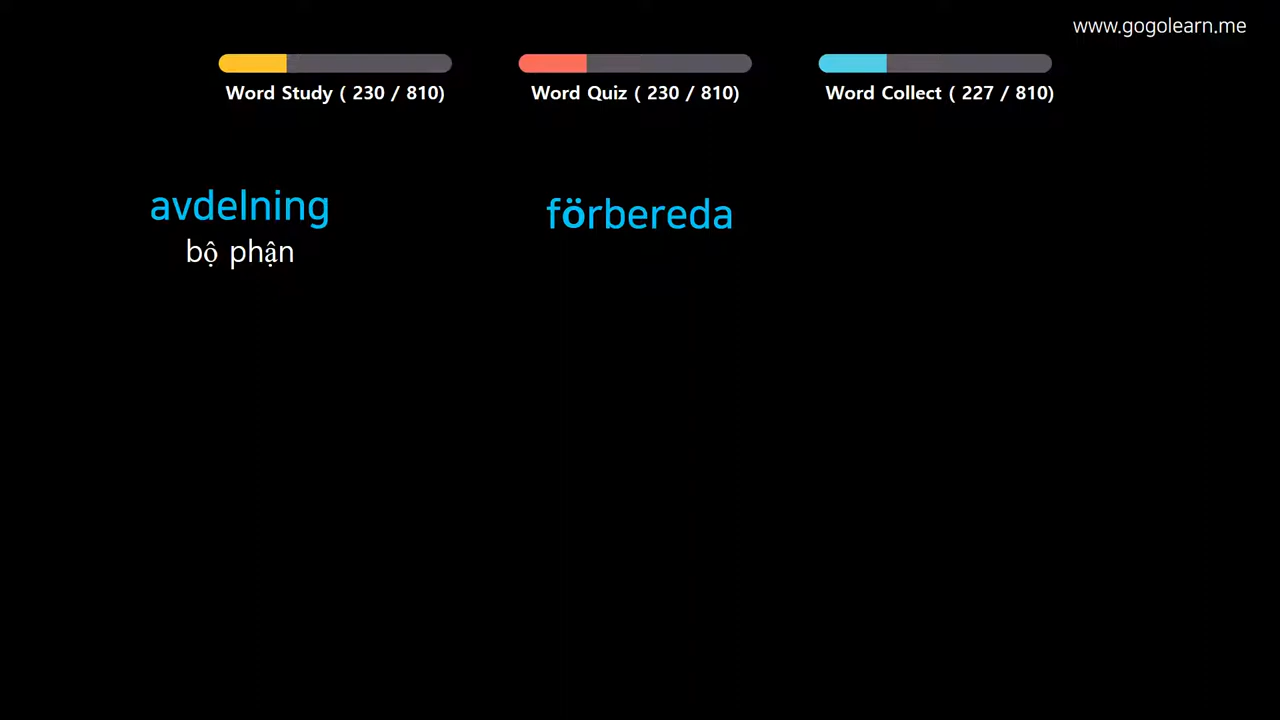 www.gogolearn.me
Word Study ( 230 / 810)
Word Quiz ( 230 / 810)
Word Collect ( 227 / 810)
avdelning
bộ phận
förbereda